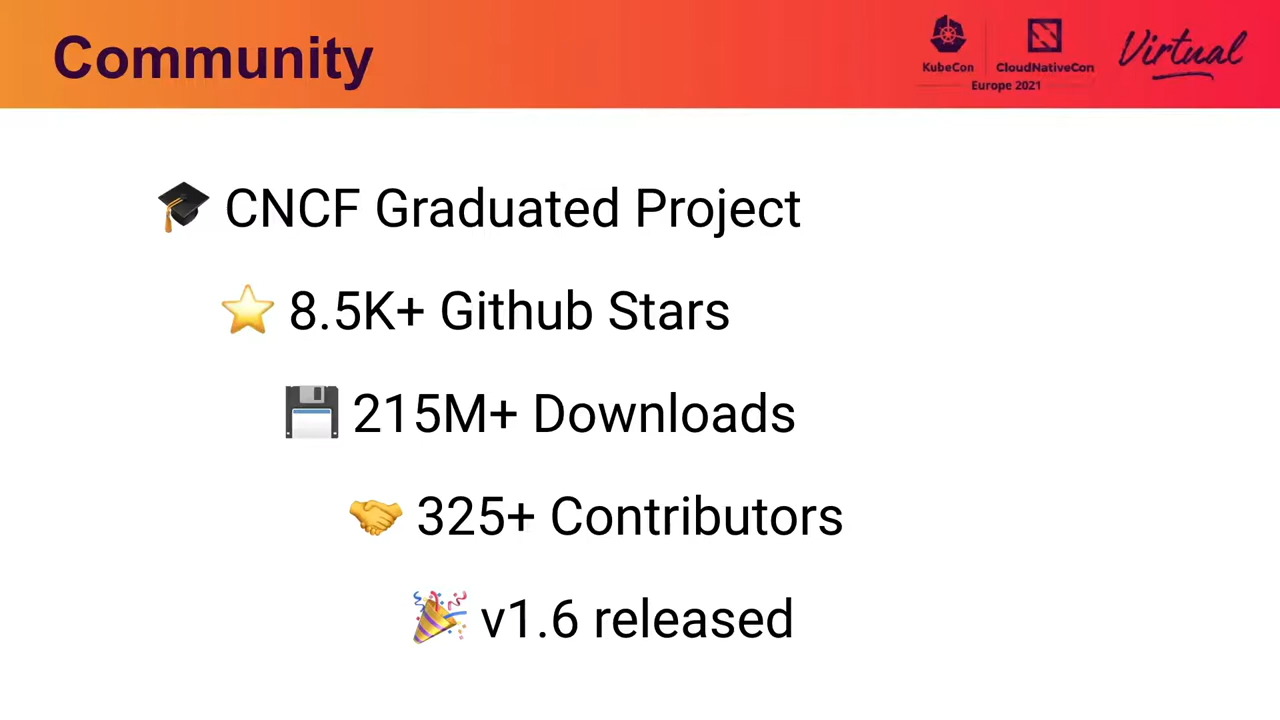 Community
KubeCon
CloudNativeCon
Europe 2021
Virtual
CNCF Graduated Project
8.5K+ Github Stars
215M+ Downloads
325+ Contributors
v1.6 released